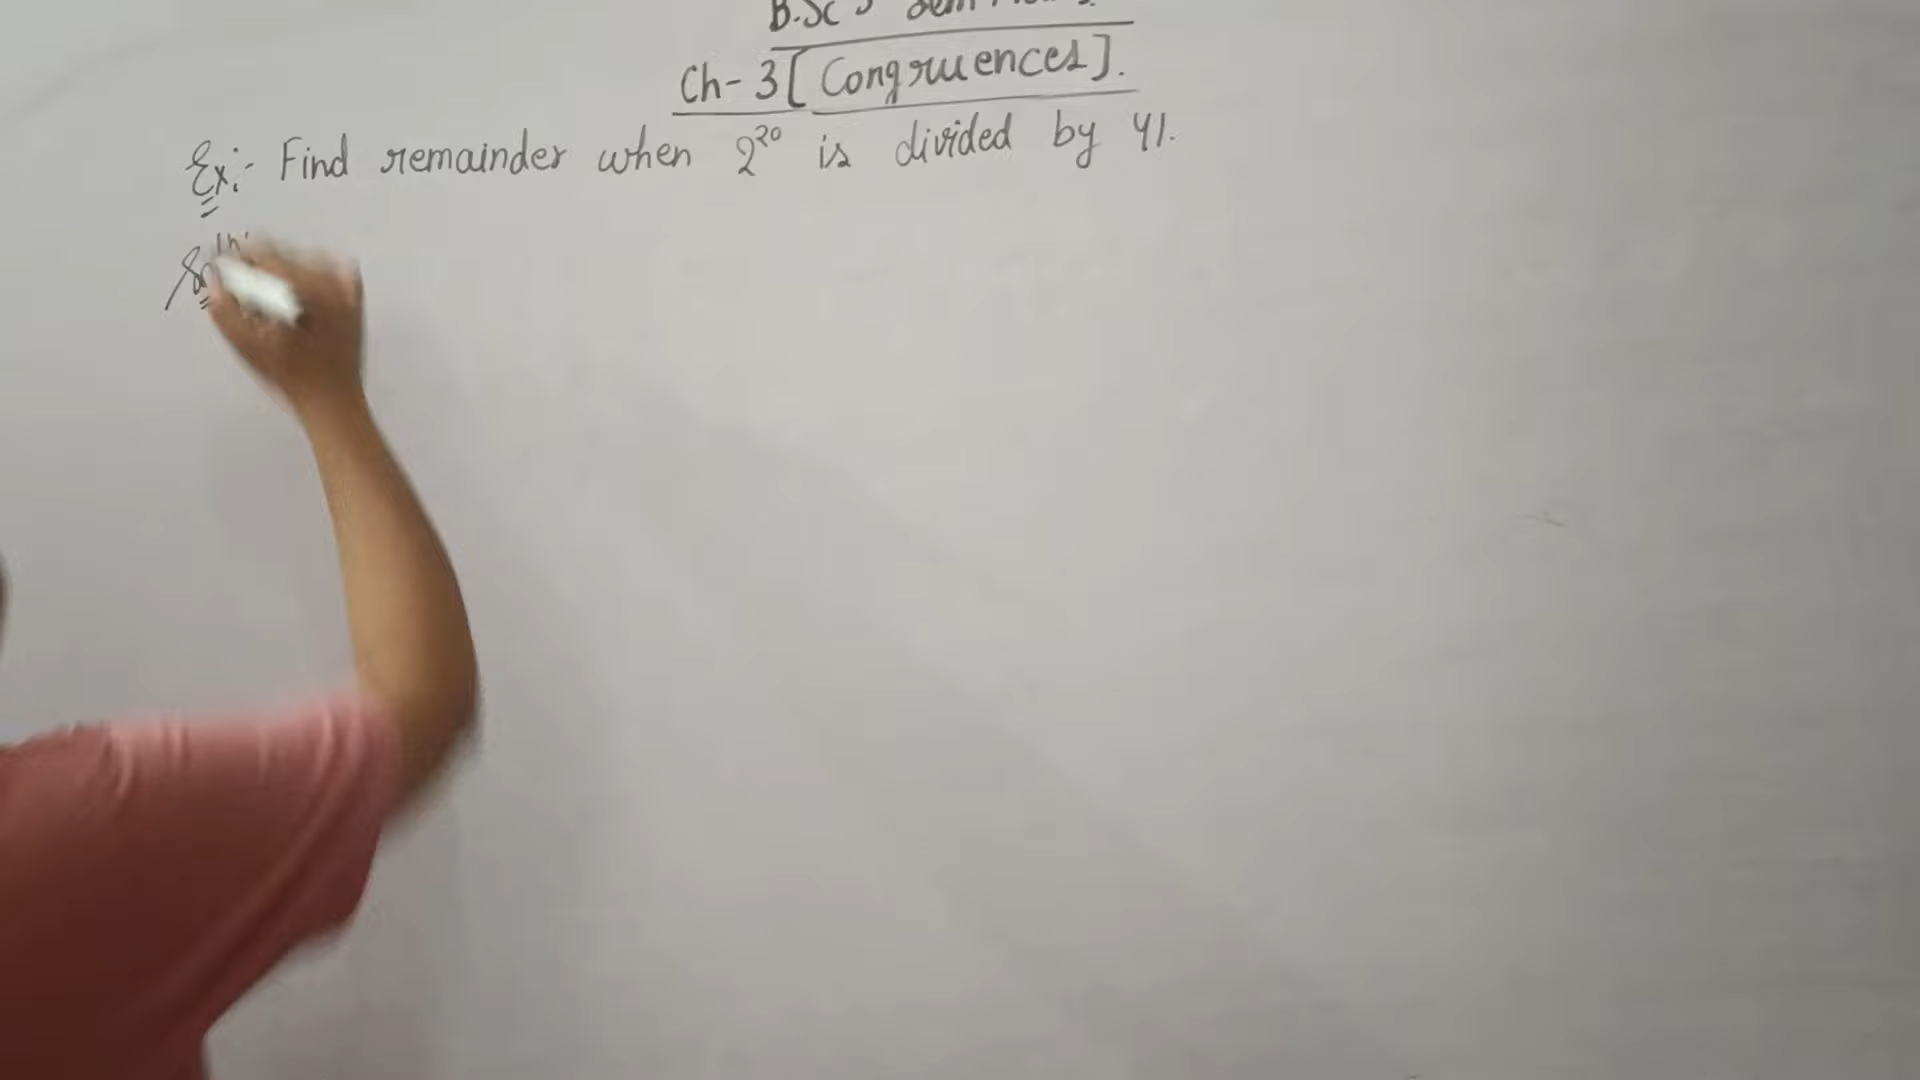 B.Sc
Ch-3 [Congruences].
Ex:- Find remainder when 2²⁰ is divided by 41.